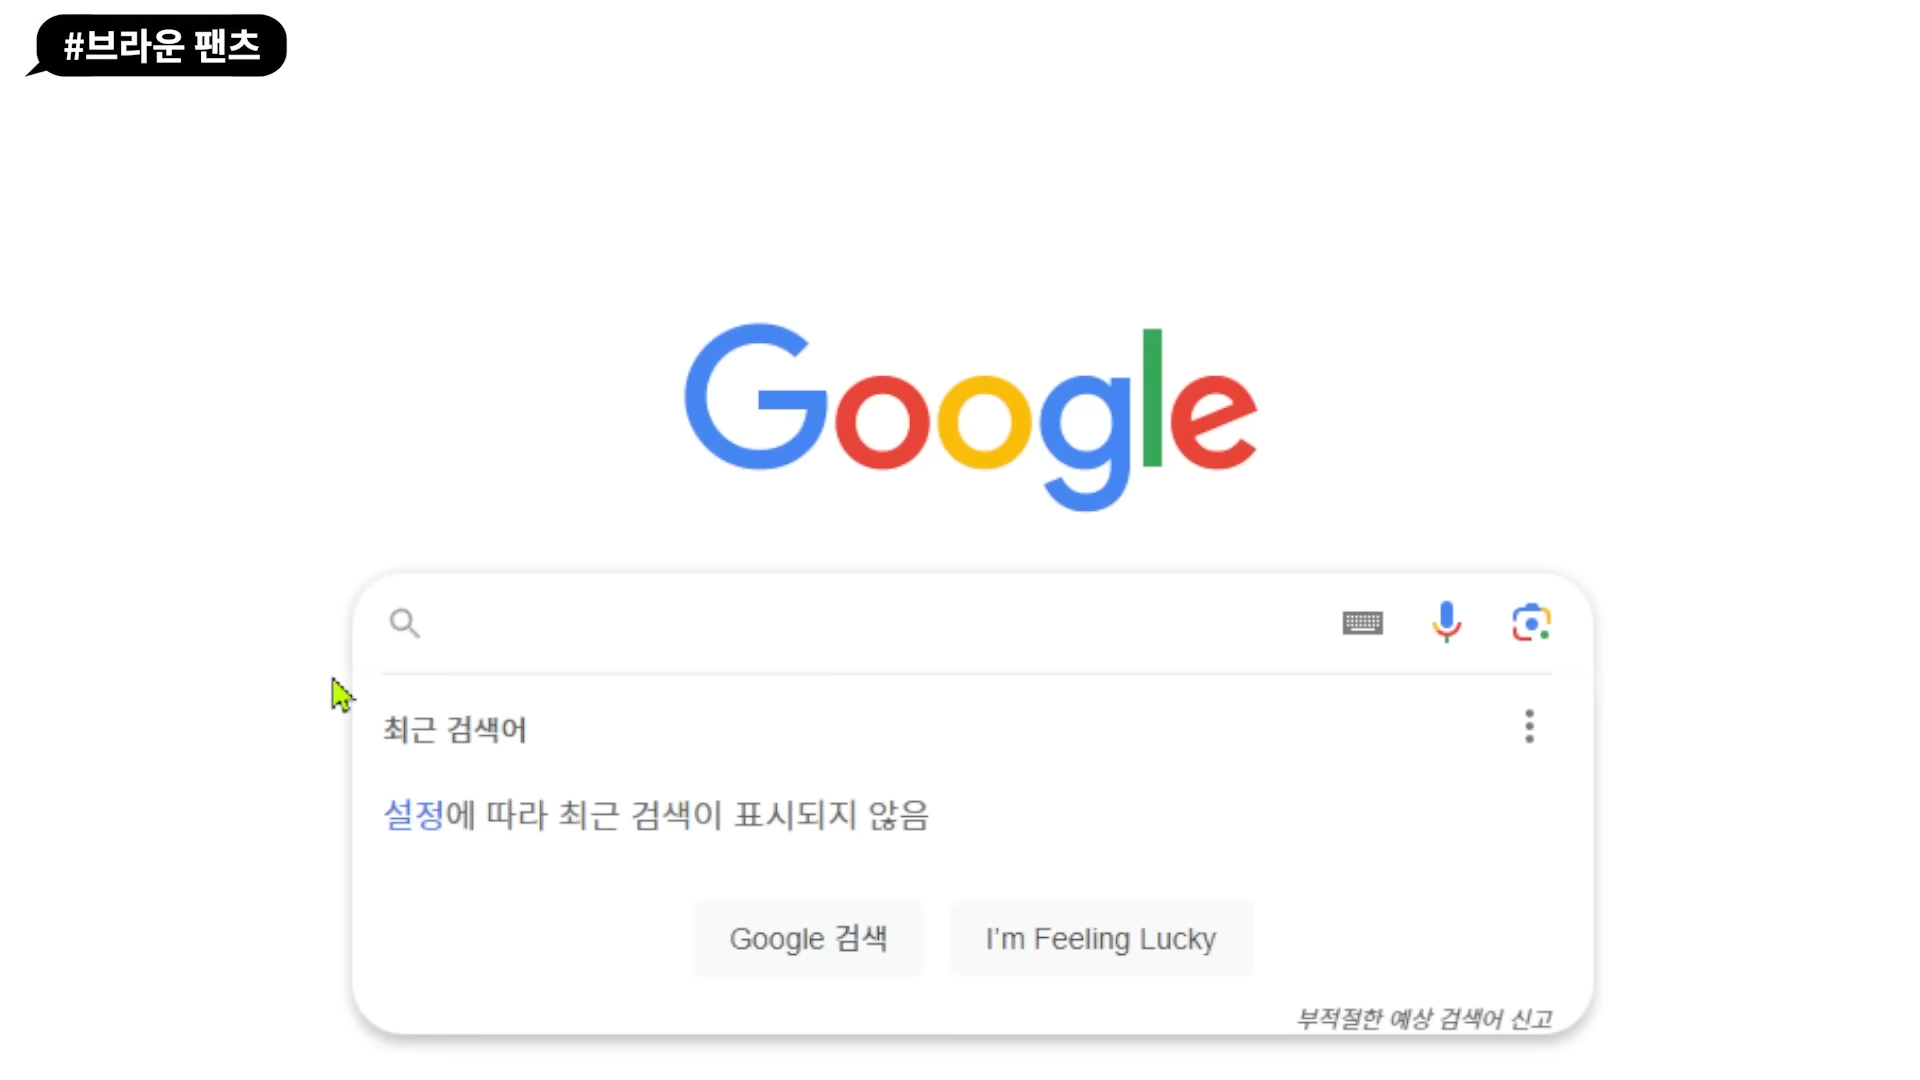 #브라운 팬츠
Google
최근 검색어
설정에 따라 최근 검색이 표시되지 않음
Google 검색
I'm Feeling Lucky
부적절한 예상 검색어 신고